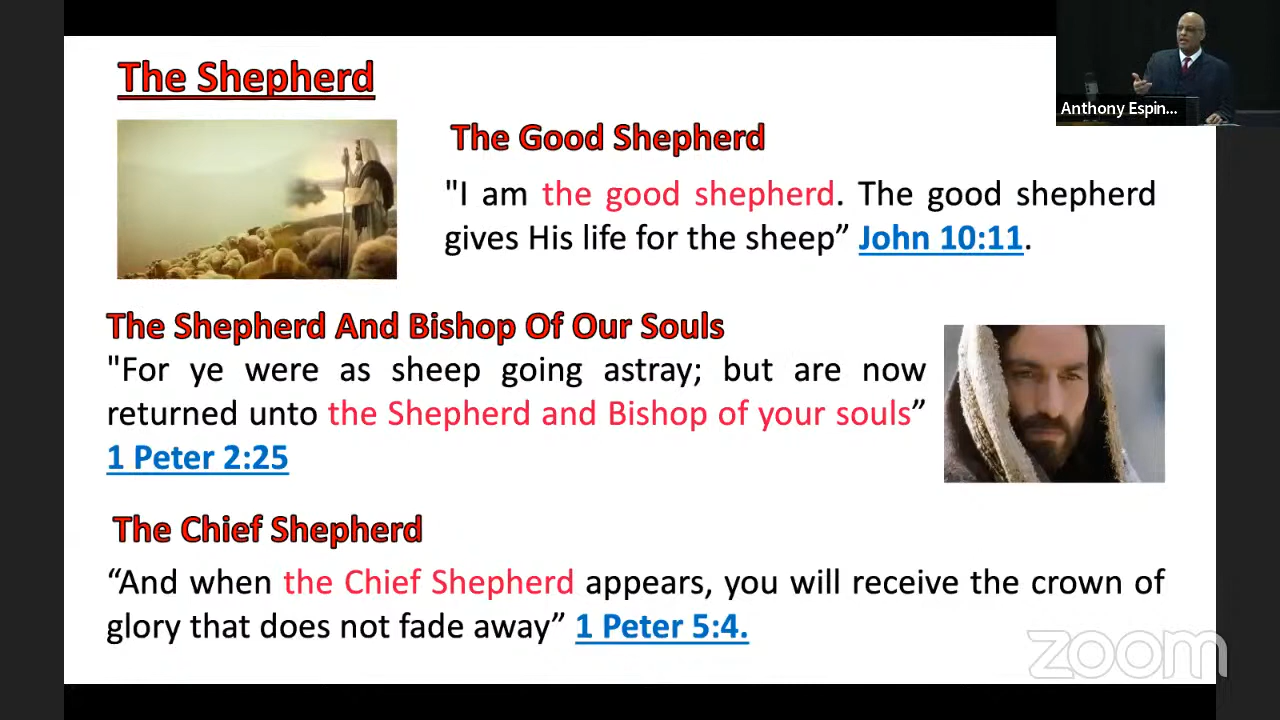 The Shepherd
Anthony Espin...
The Good Shepherd
"I am the good shepherd. The good shepherd
gives His life for the sheep” John 10:11.
The Shepherd And Bishop Of Our Souls
"For ye were as sheep going astray; but are now
returned unto the Shepherd and Bishop of your souls”
1 Peter 2:25
The Chief Shepherd
“And when the Chief Shepherd appears, you will receive the crown of
glory that does not fade away” 1 Peter 5:4.
zoom